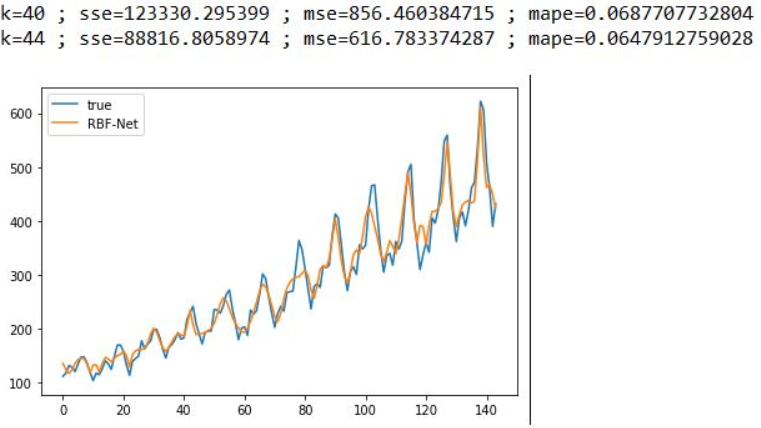 k=40 ; sse=123330.295399 ; mse=856.460384715 ; mape=0.0687707732804
k=44 ; sse=88816.8058974 ; mse=616.783374287 ; mape=0.0647912759028
true
RBF-Net
600
500
400
300
200
100
0 20 40 60 80 100 120 140